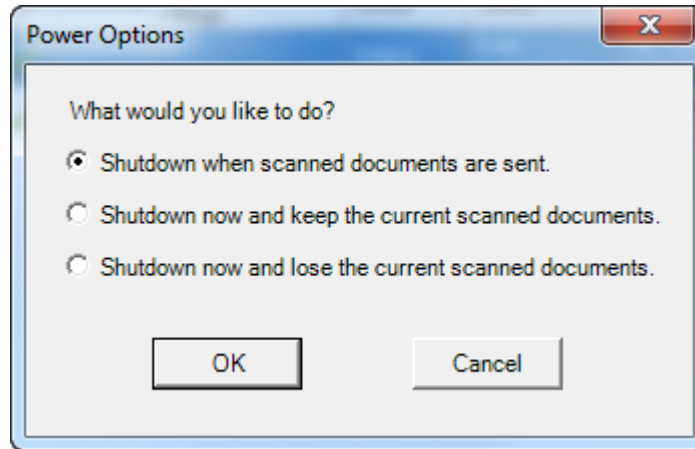 Power Options
What would you like to do?
Shutdown when scanned documents are sent.
Shutdown now and keep the current scanned documents.
Shutdown now and lose the current scanned documents.
OK
Cancel